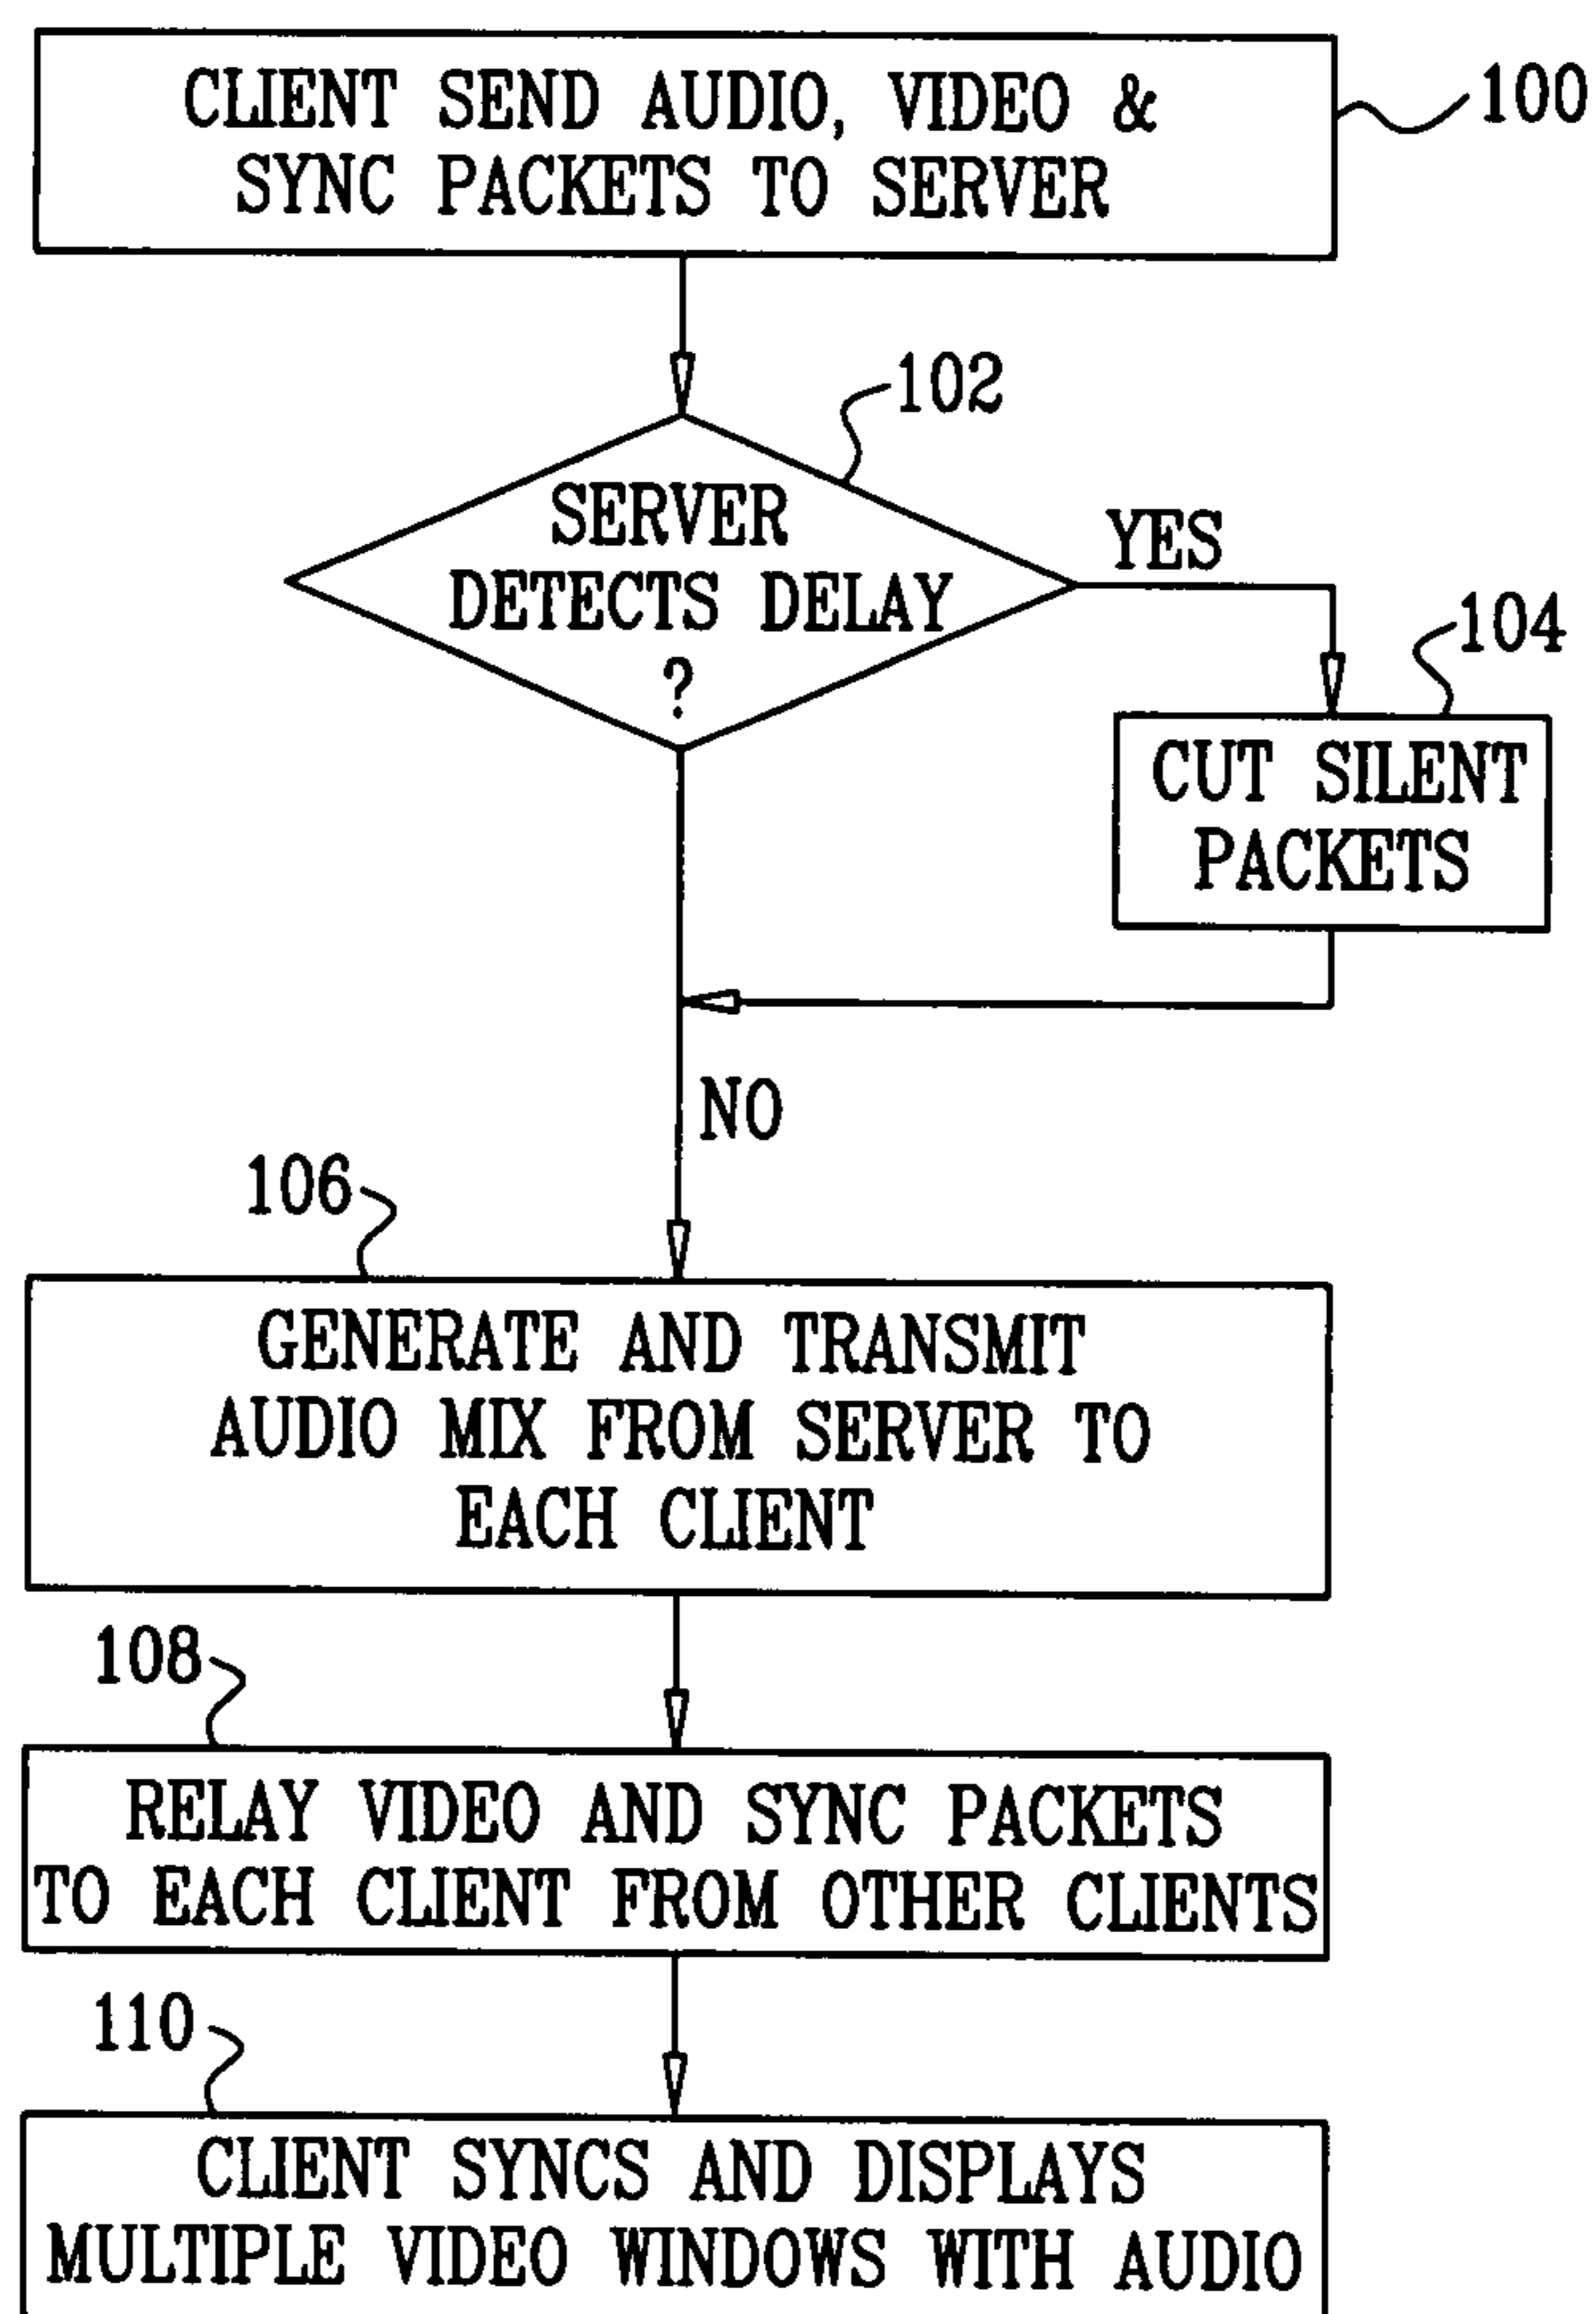 CLIENT SEND AUDIO, VIDEO &
SYNC PACKETS TO SERVER
100
102
SERVER
DETECTS DELAY
?
YES
104
CUT SILENT
PACKETS
NO
106
GENERATE AND TRANSMIT
AUDIO MIX FROM SERVER TO
EACH CLIENT
108
RELAY VIDEO AND SYNC PACKETS
TO EACH CLIENT FROM OTHER CLIENTS
110
CLIENT SYNCS AND DISPLAYS
MULTIPLE VIDEO WINDOWS WITH AUDIO